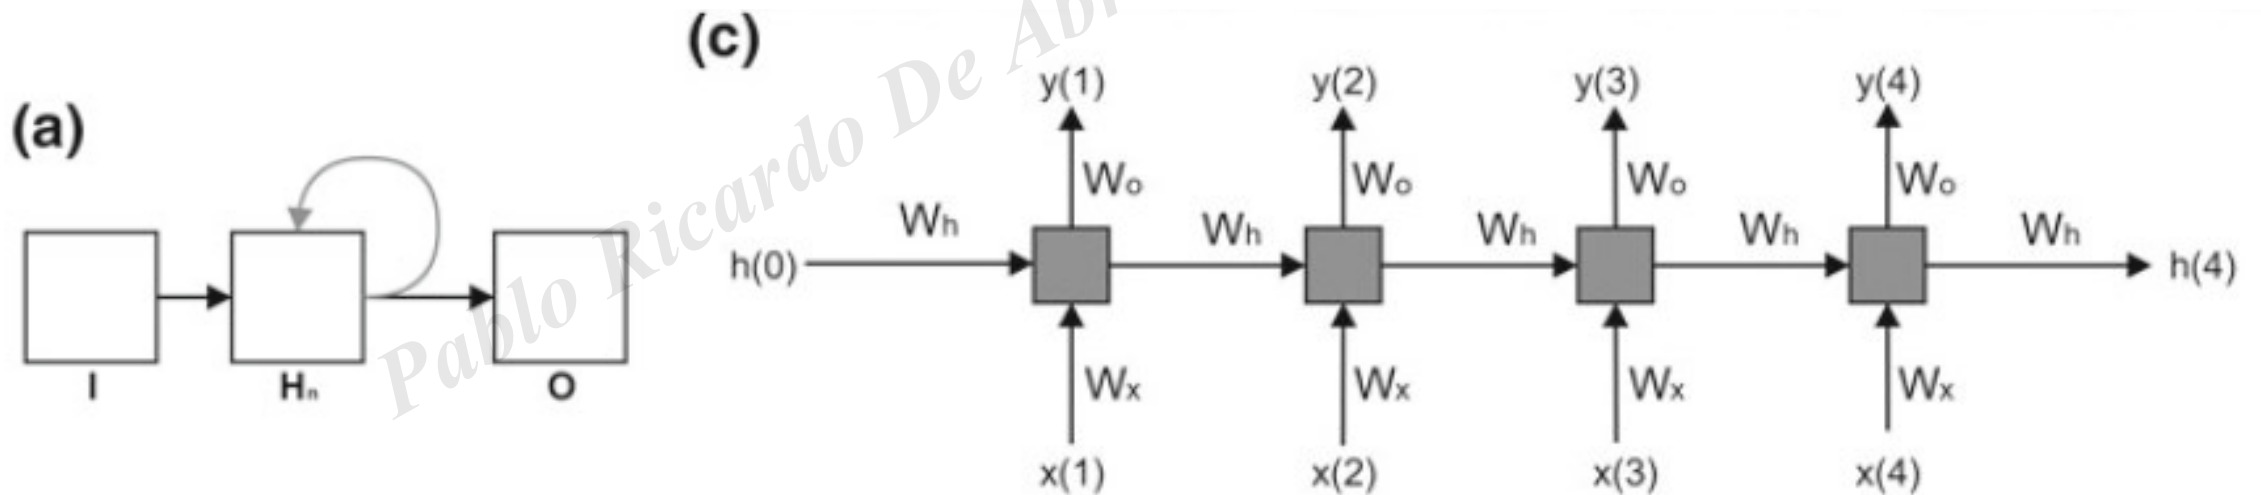 (a)
I Hn O
(c)
y(1) y(2) y(3) y(4)
Wo Wo Wo Wo
Wh Wh Wh Wh Wh
h(0) h(4)
Wx Wx Wx Wx
x(1) x(2) x(3) x(4)
Pablo Ricardo De